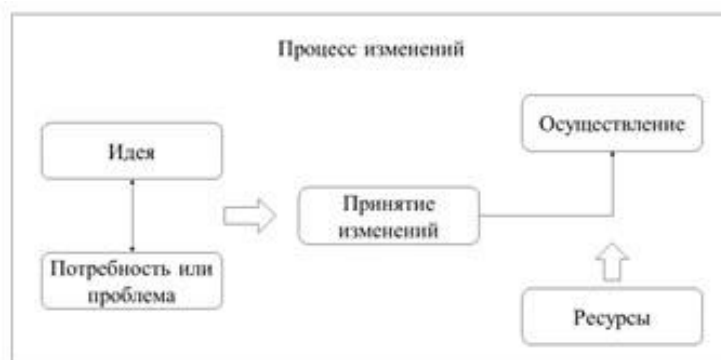 Процесс изменений
Идея
Потребность или
проблема
Принятие
изменений
Осуществление
Ресурсы